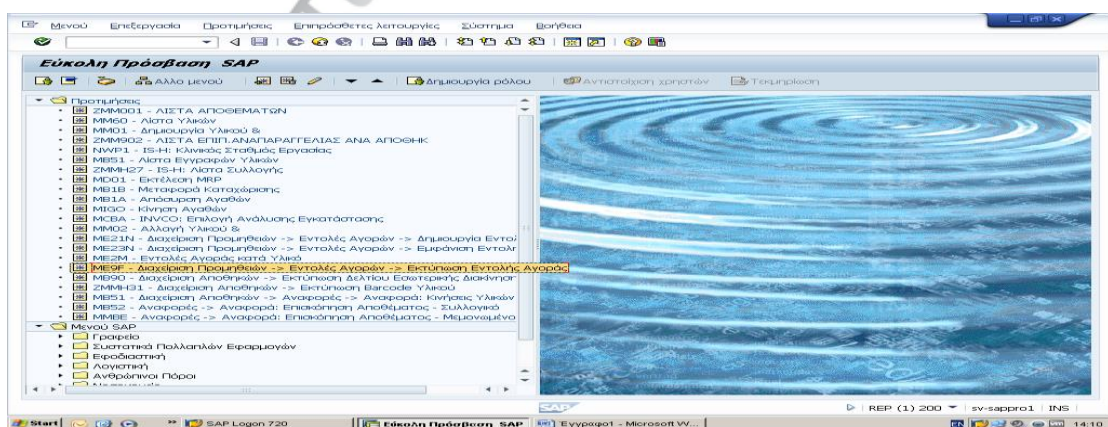 Μενού Επεξεργασία Προτιμήσεις Επιπρόσθετες λειτουργίες Σύστημα Βοήθεια
Εύκολη Πρόσβαση SAP
Άλλο μενού Δημιουργία ρόλου Αντιστοίχιση χρηστών Τεκμηρίωση
Προτιμήσεις
ZMM001 - ΛΙΣΤΑ ΑΠΟΘΕΜΑΤΩΝ
MM60 - Λίστα Υλικών
MM01 - Δημιουργία Υλικού &
ZMM902 - ΛΙΣΤΑ ΕΠΙΠ.ΑΝΑΠΑΡΑΓΓΕΛΙΑΣ ΑΝΑ ΑΠΟΘΗΚ
NWP1 - IS-H: Κλινικός Σταθμός Εργασίας
MB51 - Λίστα Εγγραφών Υλικών
ZMMH27 - IS-H: Λίστα Συλλογής
MD01 - Εκτέλεση MRP
MB1B - Μεταφορά Καταχώρισης
MB1A - Απόσυρση Αγαθών
MIGO - Κίνηση Αγαθών
MCBA - INVCO: Επιλογή Ανάλυσης Εγκατάστασης
MM02 - Αλλαγή Υλικού &
ME21N - Διαχείριση Προμηθειών -> Εντολές Αγορών -> Δημιουργία Εντολ
ME23N - Διαχείριση Προμηθειών -> Εντολές Αγορών -> Εμφάνιση Εντολή
ME2M - Εντολές Αγοράς κατά Υλικό
ME9F - Διαχείριση Προμηθειών -> Εντολές Αγορών -> Εκτύπωση Εντολής Αγοράς
MB90 - Διαχείριση Αποθηκών -> Εκτύπωση Δελτίου Εσωτερικής Διακίνησ
ZMMH31 - Διαχείριση Αποθηκών -> Εκτύπωση Barcode Υλικού
MB51 - Διαχείριση Αποθηκών -> Αναφορές -> Αναφορά: Κινήσεις Υλικών
MB52 - Αναφορές -> Αναφορά: Επισκόπηση Αποθέματος - Συλλογικό
MMBE - Αναφορές -> Αναφορά: Επισκόπηση Αποθέματος - Μεμονωμένο
Μενού SAP
Γραφείο
Συστατικά Πολλαπλών Εφαρμογών
Εφοδιαστική
Λογιστική
Ανθρώπινοι Πόροι
SAP
REP (1) 200 sv-sappro1 INS
Start SAP Logon 720 Εύκολη Πρόσβαση SAP Έγγραφο1 - Microsoft W... EN 14:10